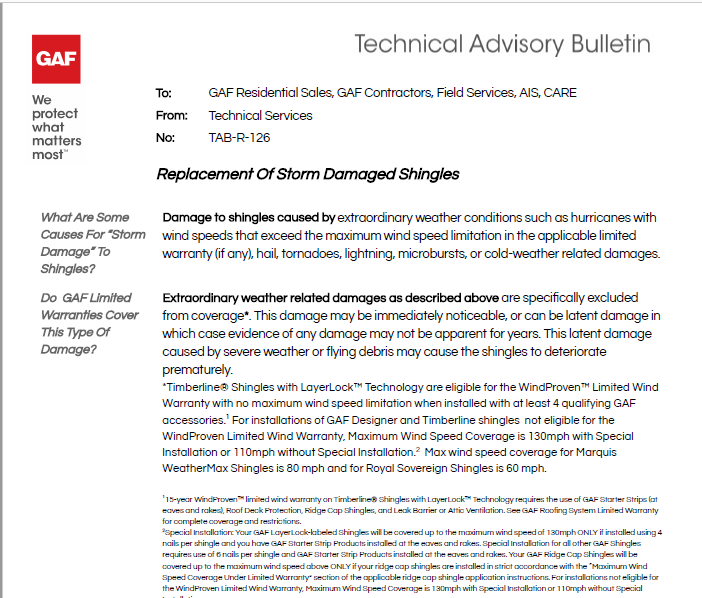 Technical Advisory Bulletin
GAF
We
protect
what
matters
most™
To: GAF Residential Sales, GAF Contractors, Field Services, AIS, CARE
From: Technical Services
No: TAB-R-126
Replacement Of Storm Damaged Shingles
What Are Some
Causes For "Storm
Damage" To
Shingles?
Damage to shingles caused by extraordinary weather conditions such as hurricanes with
wind speeds that exceed the maximum wind speed limitation in the applicable limited
warranty (if any), hail, tornadoes, lightning, microbursts, or cold-weather related damages.
Do GAF Limited
Warranties Cover
This Type Of
Damage?
Extraordinary weather related damages as described above are specifically excluded
from coverage*. This damage may be immediately noticeable, or can be latent damage in
which case evidence of any damage may not be apparent for years. This latent damage
caused by severe weather or flying debris may cause the shingles to deteriorate
prematurely.
*Timberline® Shingles with LayerLock™ Technology are eligible for the WindProven™ Limited Wind
Warranty with no maximum wind speed limitation when installed with at least 4 qualifying GAF
accessories.¹ For installations of GAF Designer and Timberline shingles not eligible for the
WindProven Limited Wind Warranty, Maximum Wind Speed Coverage is 130mph with Special
Installation or 110mph without Special Installation.² Max wind speed coverage for Marquis
WeatherMax Shingles is 80 mph and for Royal Sovereign Shingles is 60 mph.
¹15-year WindProven™ limited wind warranty on Timberline® Shingles with LayerLock™ Technology requires the use of GAF Starter Strips (at
eaves and rakes), Roof Deck Protection, Ridge Cap Shingles, and Leak Barrier or Attic Ventilation. See GAF Roofing System Limited Warranty
for complete coverage and restrictions.
²Special Installation: Your GAF LayerLock-labeled Shingles will be covered up to the maximum wind speed of 130mph ONLY if installed using 4
nails per shingle and you have GAF Starter Strip Products installed at the eaves and rakes. Special Installation for all other GAF Shingles
requires use of 6 nails per shingle and GAF Starter Strip Products installed at the eaves and rakes. Your GAF Ridge Cap Shingles will be
covered up to the maximum wind speed above ONLY if your ridge cap shingles are installed in strict accordance with the "Maximum Wind
Speed Coverage Under Limited Warranty" section of the applicable ridge cap shingle application instructions. For installations not eligible for
the WindProven Limited Wind Warranty, Maximum Wind Speed Coverage is 130mph with Special Installation or 110mph without Special